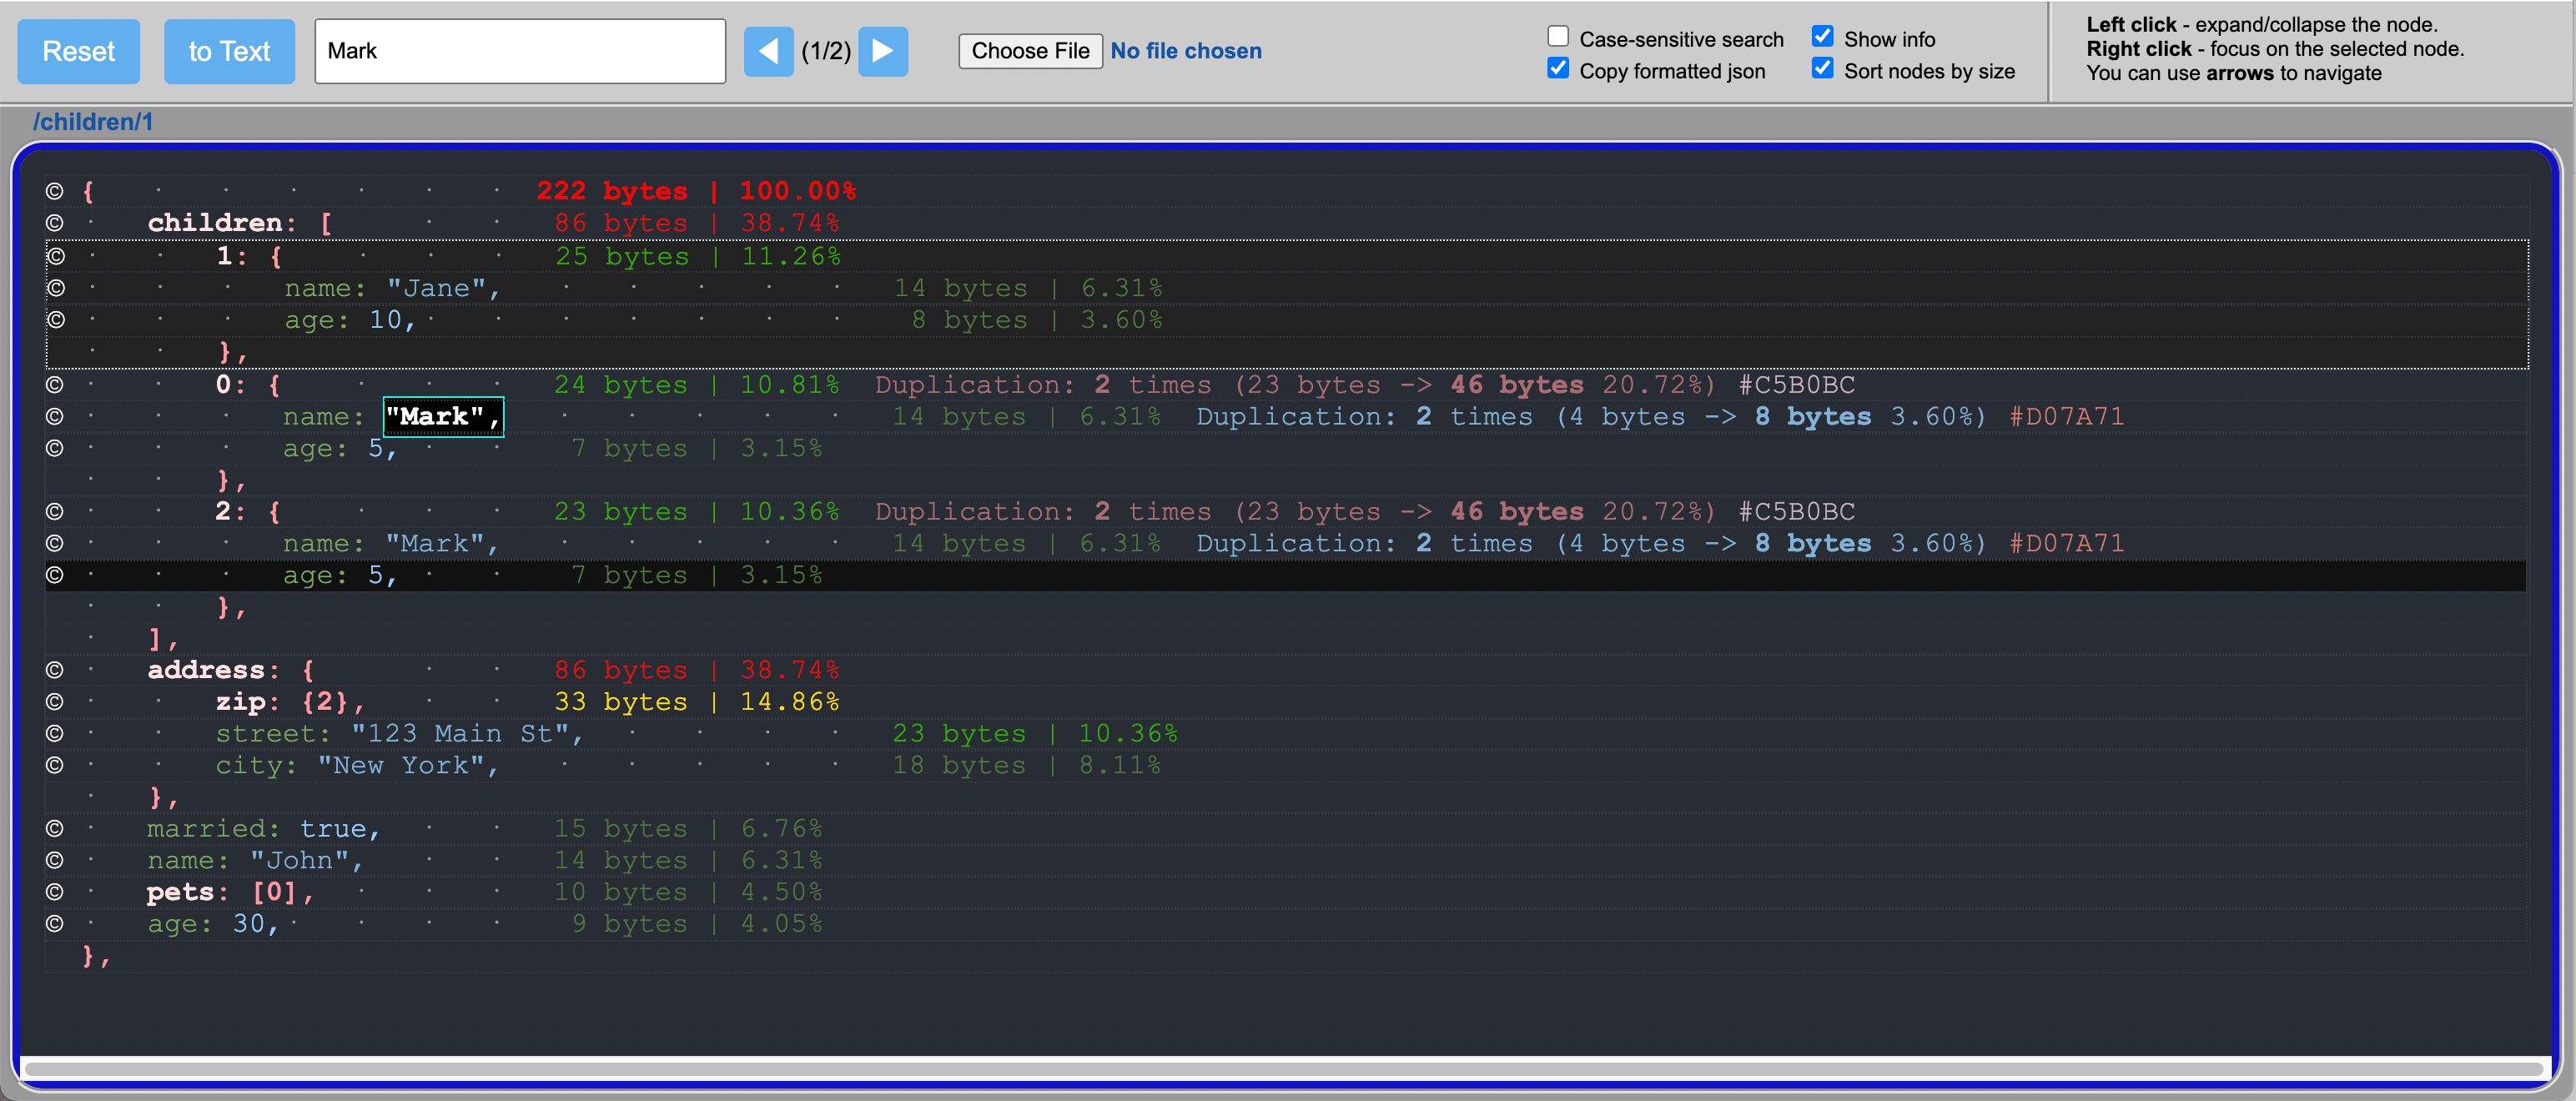 Reset to Text Mark ◀ (1/2) ▶ Choose File No file chosen
Case-sensitive search Show info
Copy formatted json Sort nodes by size
Left click - expand/collapse the node.
Right click - focus on the selected node.
You can use arrows to navigate
/children/1
© { 222 bytes | 100.00%
© children: [ 86 bytes | 38.74%
© 1: { 25 bytes | 11.26%
© name: "Jane", 14 bytes | 6.31%
© age: 10, 8 bytes | 3.60%
},
© 0: { 24 bytes | 10.81% Duplication: 2 times (23 bytes -> 46 bytes 20.72%) #C5B0BC
© name: "Mark", 14 bytes | 6.31% Duplication: 2 times (4 bytes -> 8 bytes 3.60%) #D07A71
© age: 5, 7 bytes | 3.15%
},
© 2: { 23 bytes | 10.36% Duplication: 2 times (23 bytes -> 46 bytes 20.72%) #C5B0BC
© name: "Mark", 14 bytes | 6.31% Duplication: 2 times (4 bytes -> 8 bytes 3.60%) #D07A71
© age: 5, 7 bytes | 3.15%
},
],
© address: { 86 bytes | 38.74%
© zip: {2}, 33 bytes | 14.86%
© street: "123 Main St", 23 bytes | 10.36%
© city: "New York", 18 bytes | 8.11%
},
© married: true, 15 bytes | 6.76%
© name: "John", 14 bytes | 6.31%
© pets: [0], 10 bytes | 4.50%
© age: 30, 9 bytes | 4.05%
},